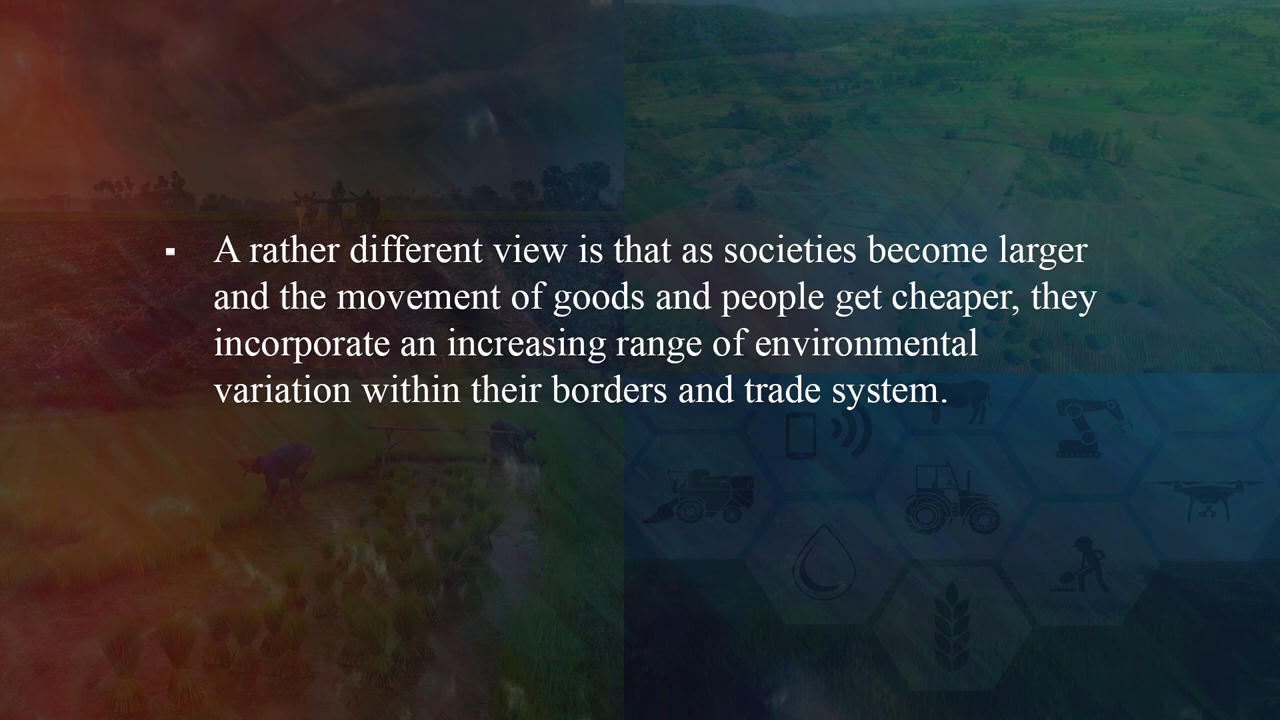 ▪ A rather different view is that as societies become larger
and the movement of goods and people get cheaper, they
incorporate an increasing range of environmental
variation within their borders and trade system.